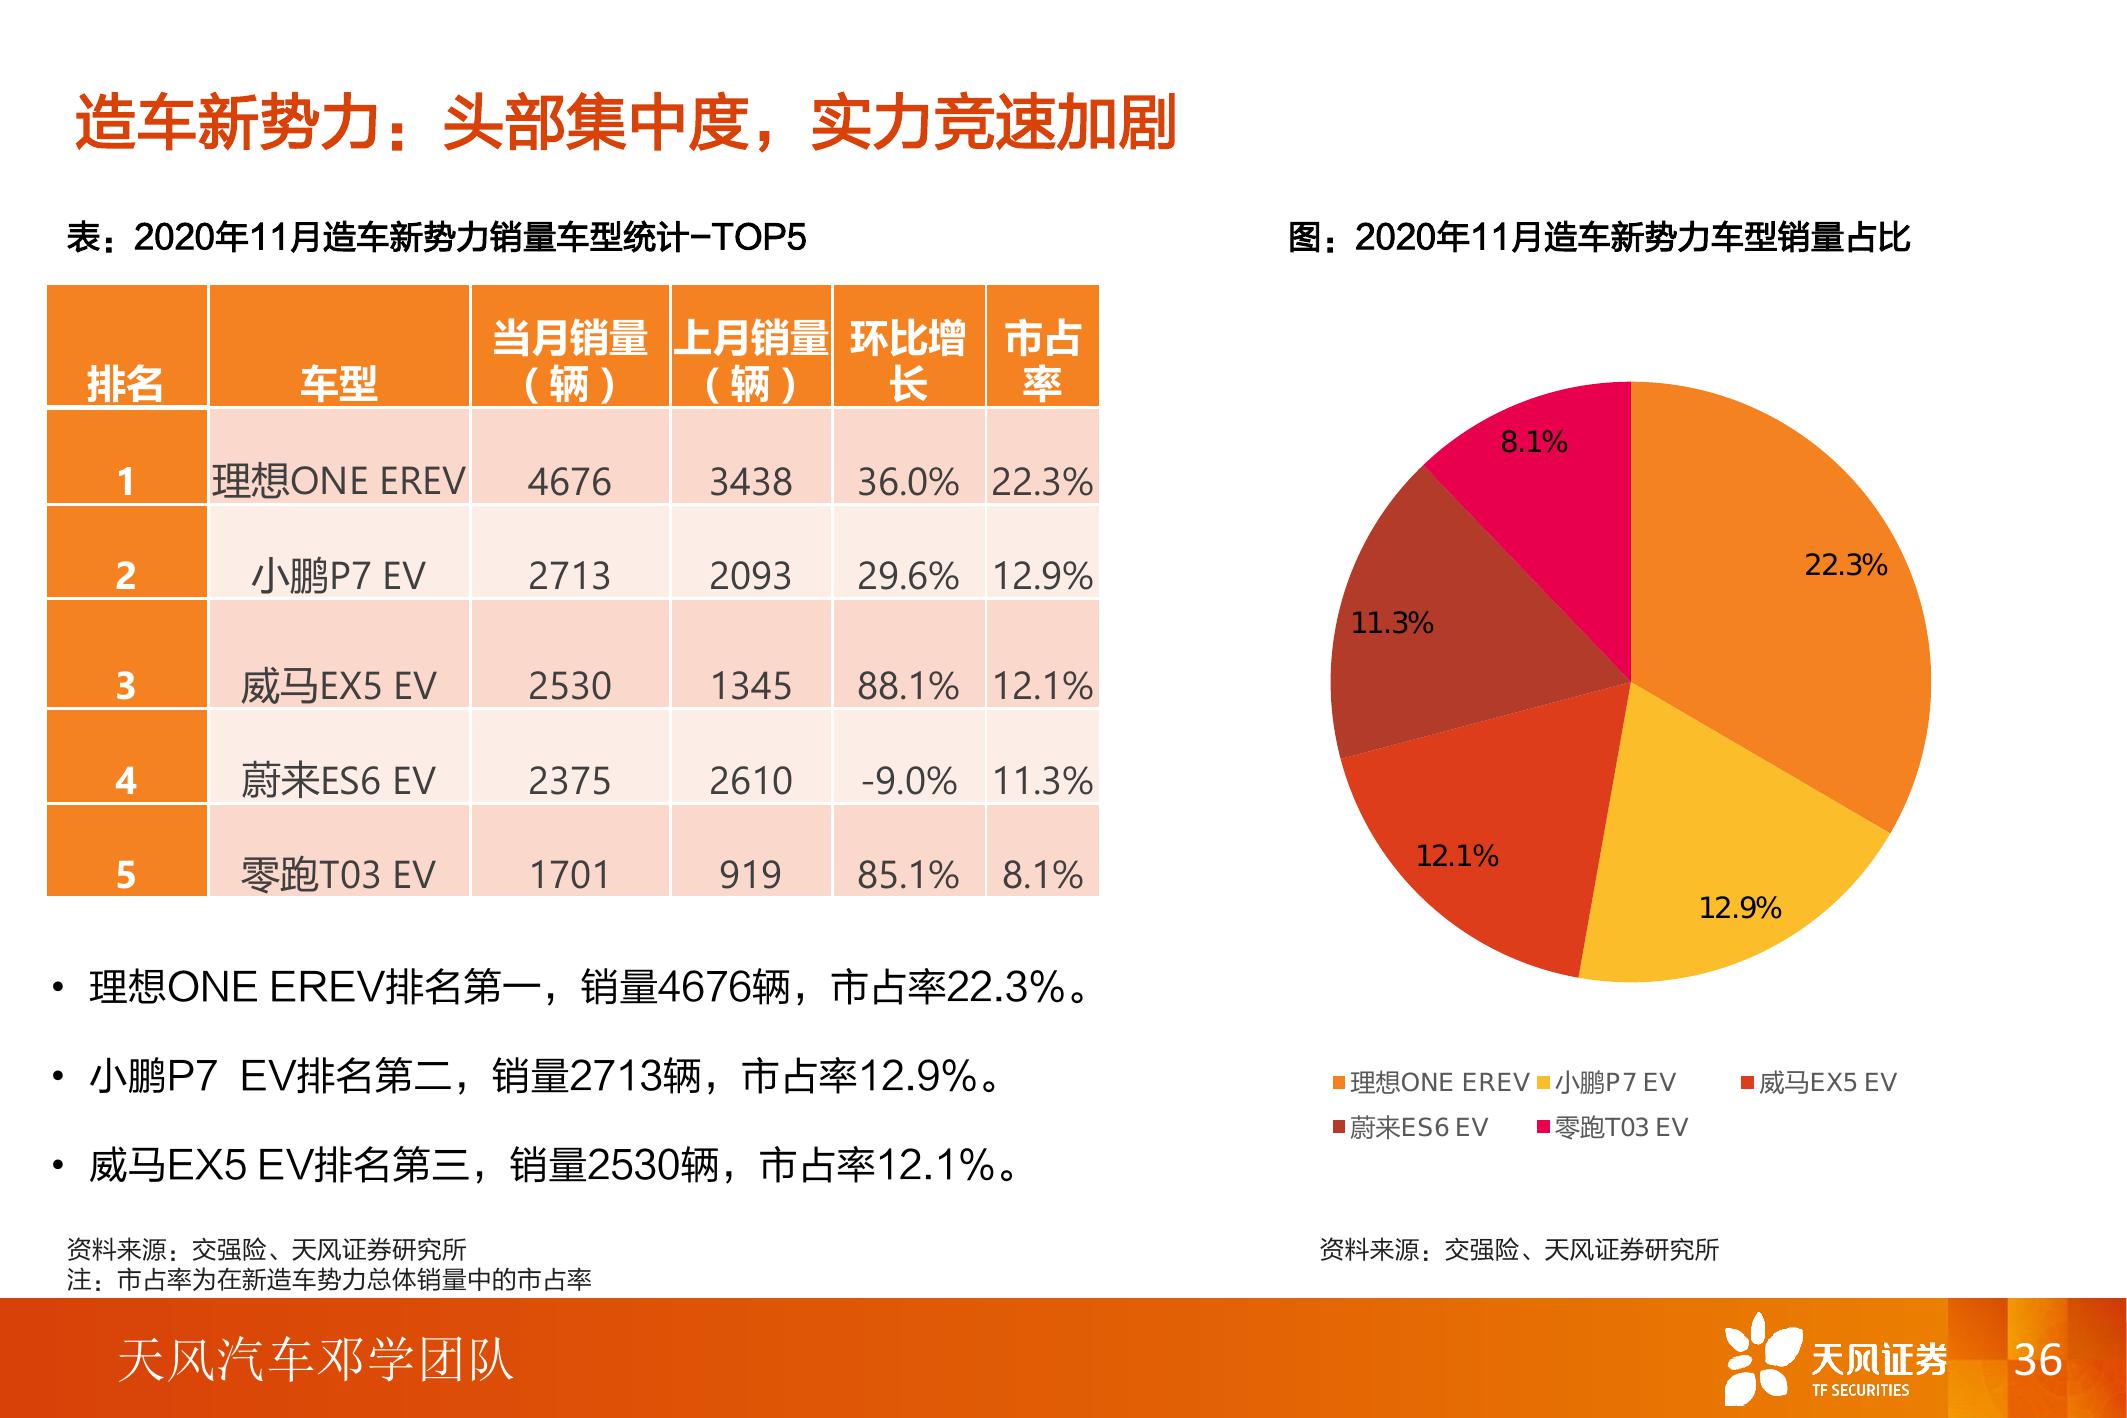 造车新势力：头部集中度，实力竞速加剧
表：2020年11月造车新势力销量车型统计-TOP5
排名 车型 当月销量（辆） 上月销量（辆） 环比增长 市占率
1 理想ONE EREV 4676 3438 36.0% 22.3%
2 小鹏P7 EV 2713 2093 29.6% 12.9%
3 威马EX5 EV 2530 1345 88.1% 12.1%
4 蔚来ES6 EV 2375 2610 -9.0% 11.3%
5 零跑T03 EV 1701 919 85.1% 8.1%
• 理想ONE EREV排名第一，销量4676辆，市占率22.3%。
• 小鹏P7 EV排名第二，销量2713辆，市占率12.9%。
• 威马EX5 EV排名第三，销量2530辆，市占率12.1%。
资料来源：交强险、天风证券研究所
注：市占率为在新造车势力总体销量中的市占率
图：2020年11月造车新势力车型销量占比
8.1%
22.3%
11.3%
12.1%
12.9%
理想ONE EREV 小鹏P7 EV 威马EX5 EV
蔚来ES6 EV 零跑T03 EV
资料来源：交强险、天风证券研究所
天风汽车邓学团队
天风证券
TF SECURITIES
36